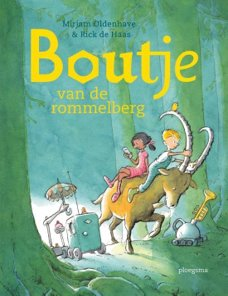 Mirjam Oldenhave
& Rick de Haas
Boutje
van de
rommelberg
ploegsma